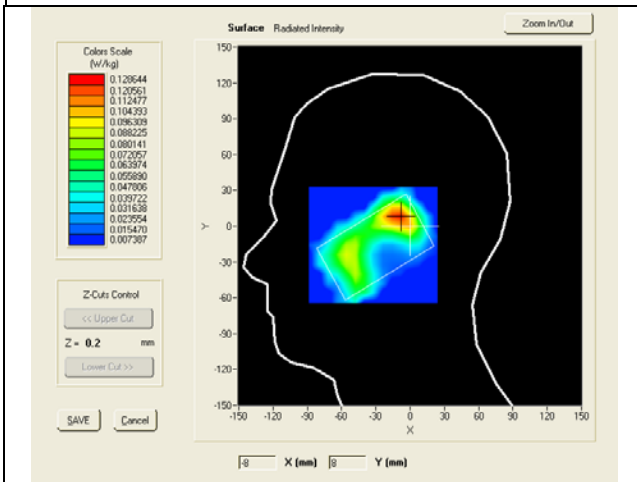 Surface Radiated Intensity
Zoom In/Out
Colors Scale
(W/kg)
0.128644
0.120561
0.112477
0.104393
0.096309
0.088225
0.080141
0.072057
0.063974
0.055890
0.047806
0.039722
0.031638
0.023554
0.015470
0.007387
Z-Cuts Control
<< Upper Cut
Z = 0.2 mm
Lower Cut >>
SAVE Cancel
150
120
90
60
30
0
-30
-60
-90
-120
-150
Y
-150 -120 -90 -60 -30 0 30 60 90 120 150
X
-8 X (mm) 8 Y (mm)